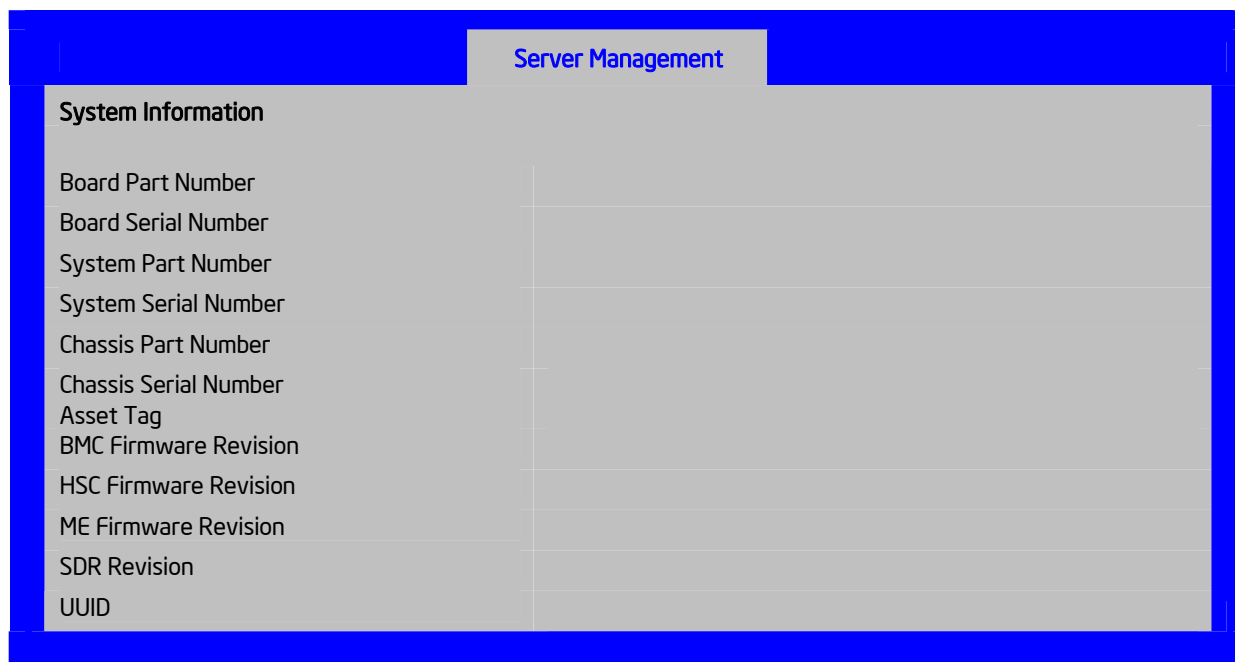 Server Management
System Information
Board Part Number
Board Serial Number
System Part Number
System Serial Number
Chassis Part Number
Chassis Serial Number
Asset Tag
BMC Firmware Revision
HSC Firmware Revision
ME Firmware Revision
SDR Revision
UUID